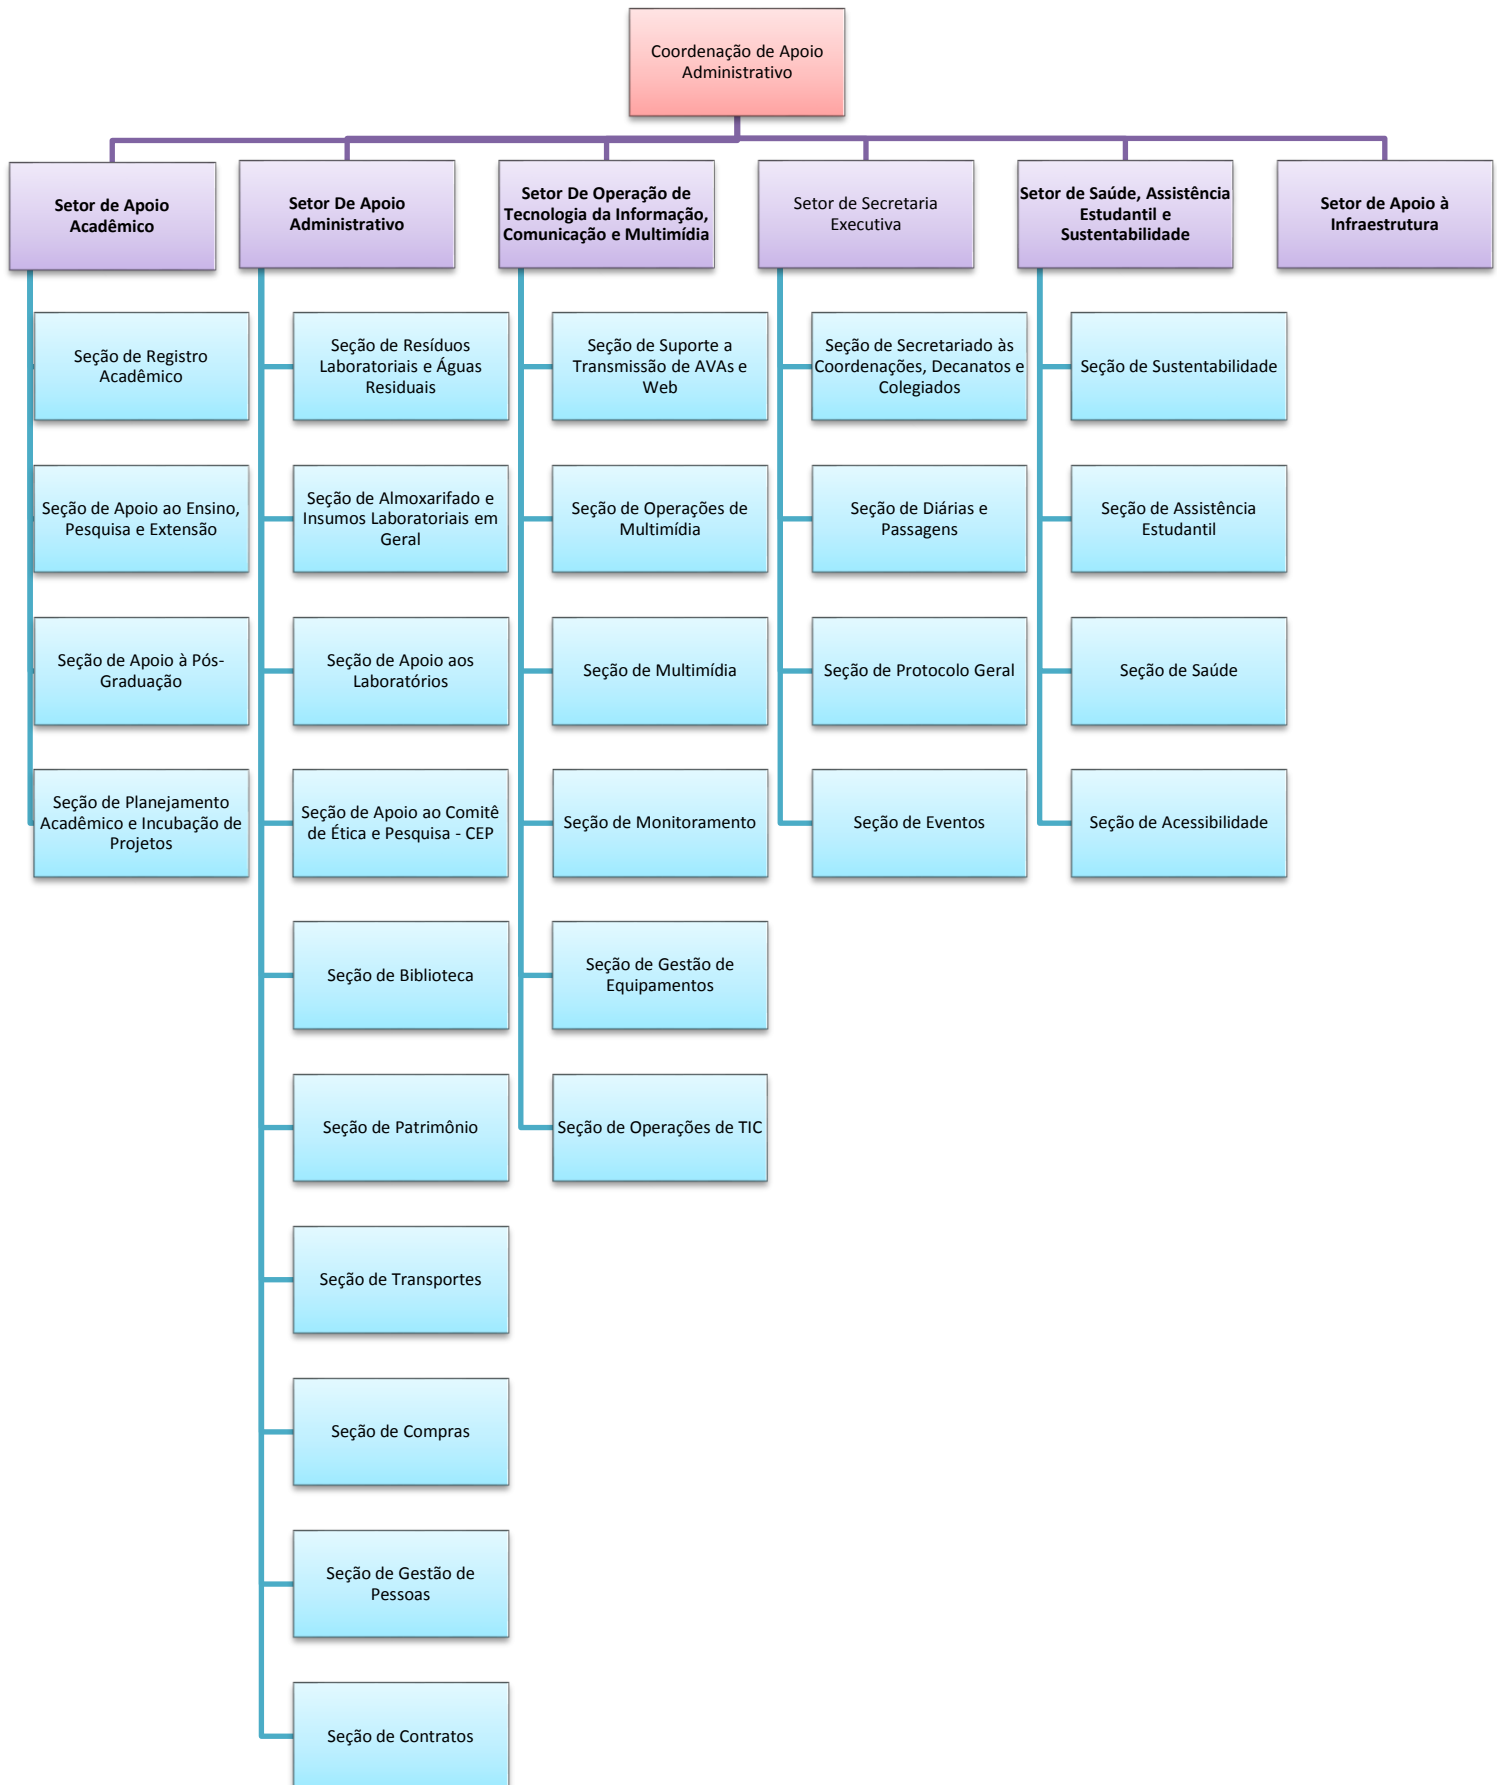 Coordenação de Apoio
Administrativo
Setor de Apoio
Acadêmico
Setor De Apoio
Administrativo
Setor De Operação de
Tecnologia da Informação,
Comunicação e Multimídia
Setor de Secretaria
Executiva
Setor de Saúde, Assistência
Estudantil e
Sustentabilidade
Setor de Apoio à
Infraestrutura
Seção de Registro
Acadêmico
Seção de Apoio ao Ensino,
Pesquisa e Extensão
Seção de Apoio à Pós-
Graduação
Seção de Planejamento
Acadêmico e Incubação de
Projetos
Seção de Resíduos
Laboratoriais e Águas
Residuais
Seção de Almoxarifado e
Insumos Laboratoriais em
Geral
Seção de Apoio aos
Laboratórios
Seção de Apoio ao Comitê
de Ética e Pesquisa - CEP
Seção de Biblioteca
Seção de Patrimônio
Seção de Transportes
Seção de Compras
Seção de Gestão de
Pessoas
Seção de Contratos
Seção de Suporte a
Transmissão de AVAs e
Web
Seção de Operações de
Multimídia
Seção de Multimídia
Seção de Monitoramento
Seção de Gestão de
Equipamentos
Seção de Operações de TIC
Seção de Secretariado às
Coordenações, Decanatos e
Colegiados
Seção de Diárias e
Passagens
Seção de Protocolo Geral
Seção de Eventos
Seção de Sustentabilidade
Seção de Assistência
Estudantil
Seção de Saúde
Seção de Acessibilidade